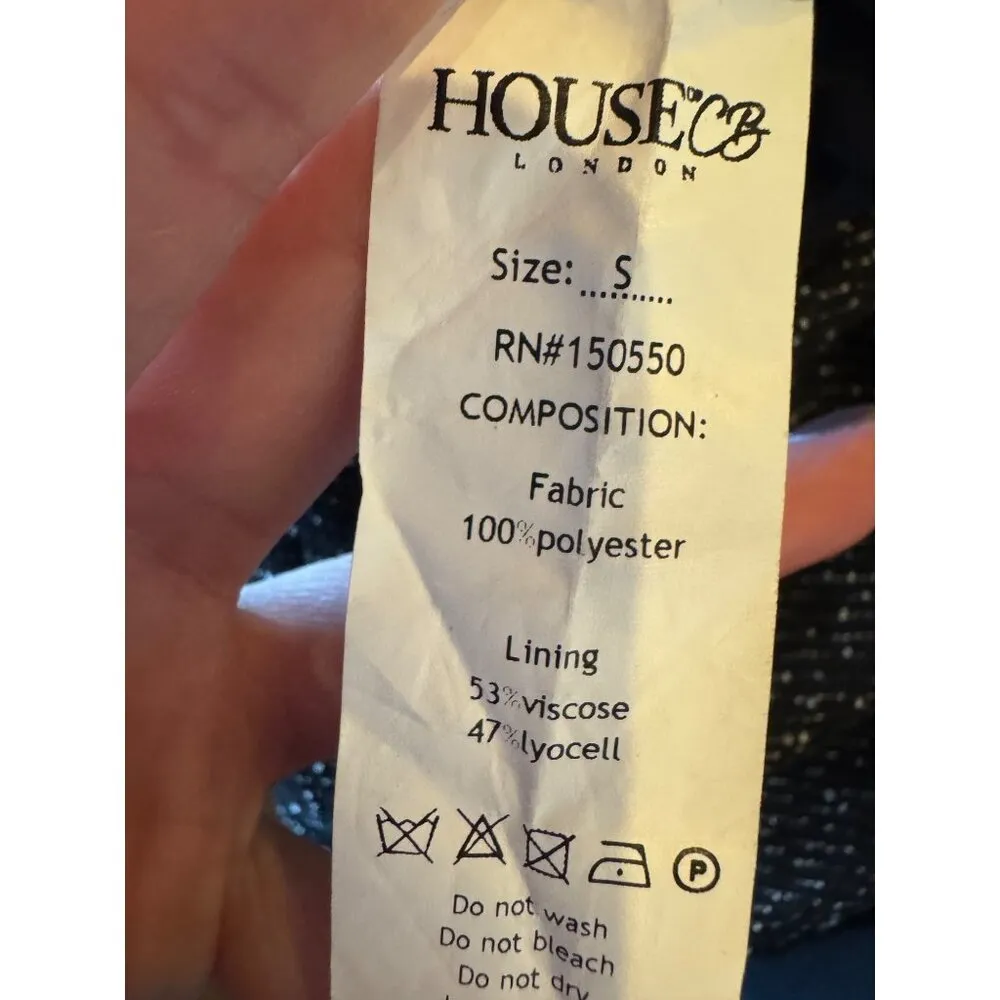 HOUSE OF CB
LONDON
Size: S
RN#150550
COMPOSITION:
Fabric
100%polyester
Lining
53%viscose
47%lyocell
P
Do not wash
Do not bleach
Do not dry